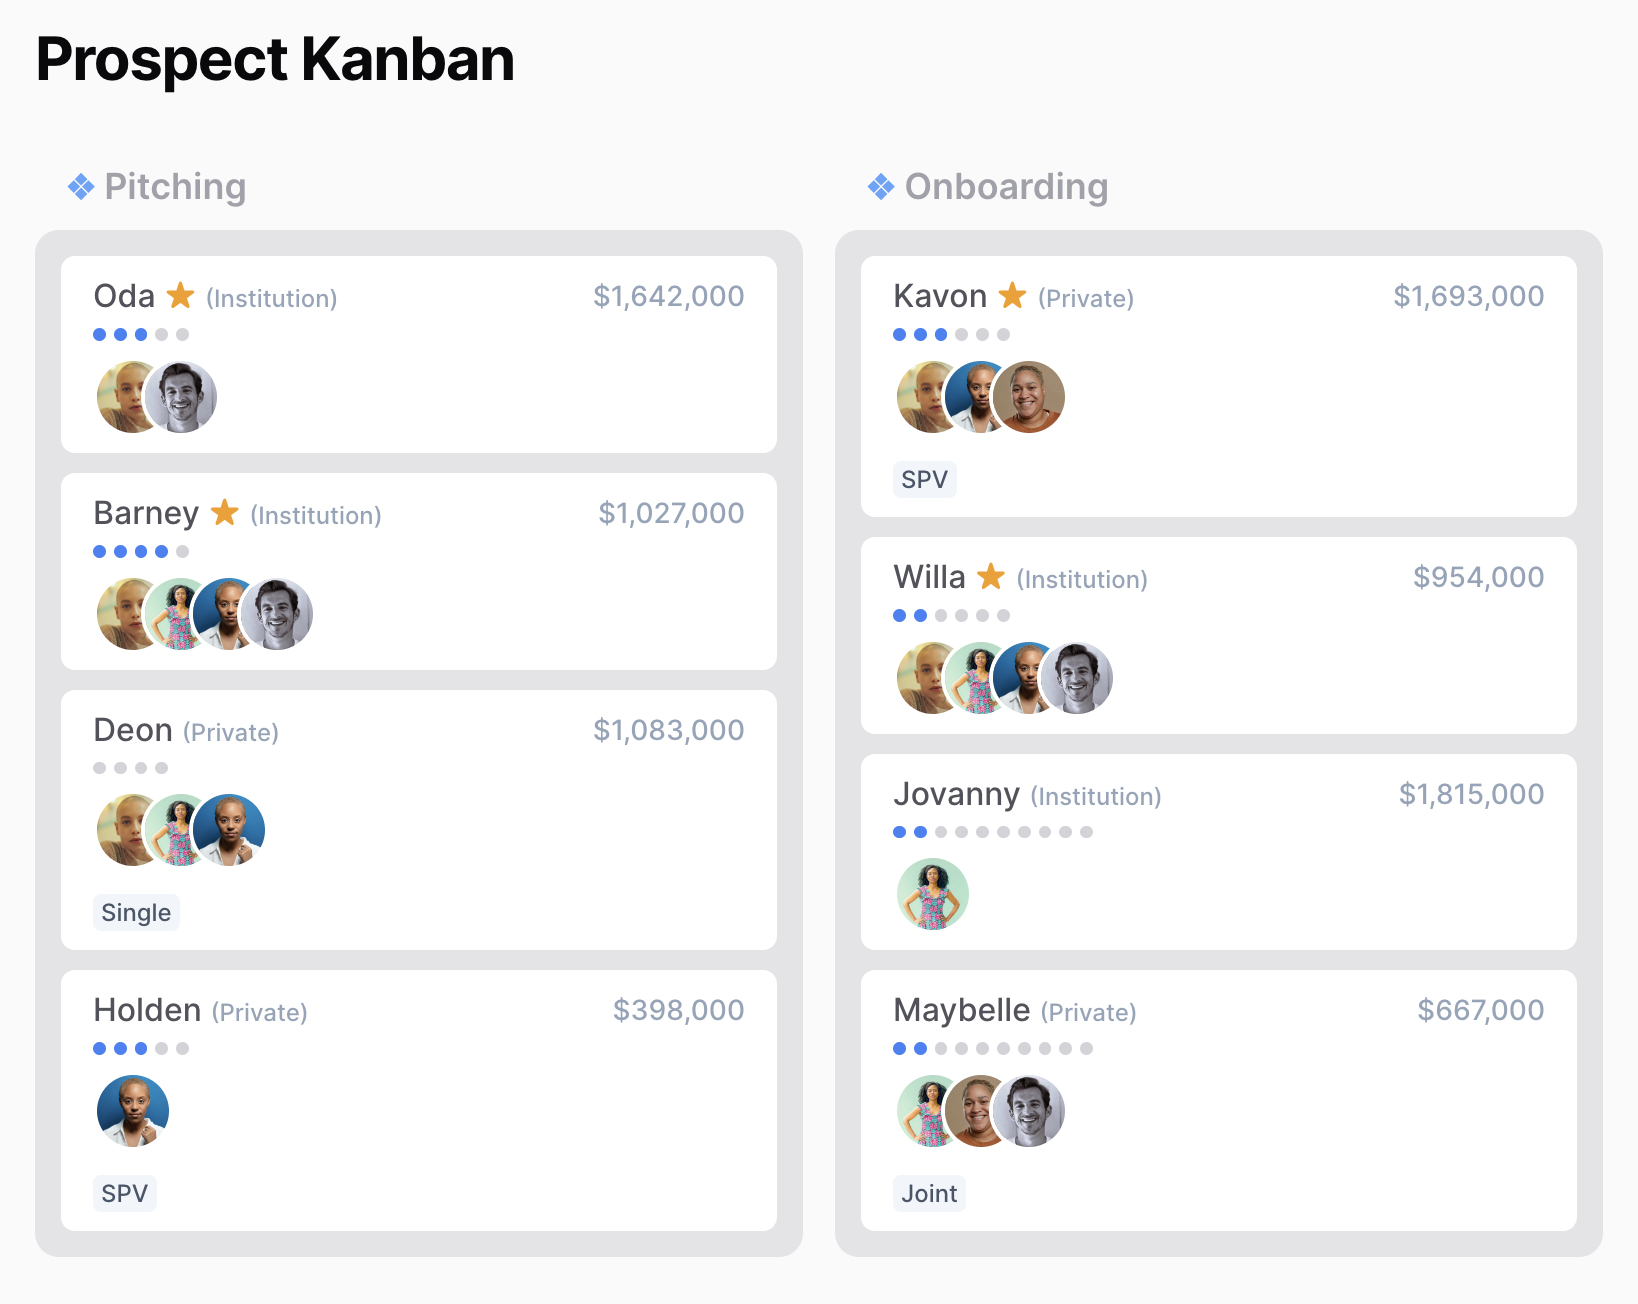 Prospect Kanban
Pitching
Oda (Institution) $1,642,000
Barney (Institution) $1,027,000
Deon (Private) $1,083,000
Single
Holden (Private) $398,000
SPV
Onboarding
Kavon (Private) $1,693,000
SPV
Willa (Institution) $954,000
Jovanny (Institution) $1,815,000
Maybelle (Private) $667,000
Joint